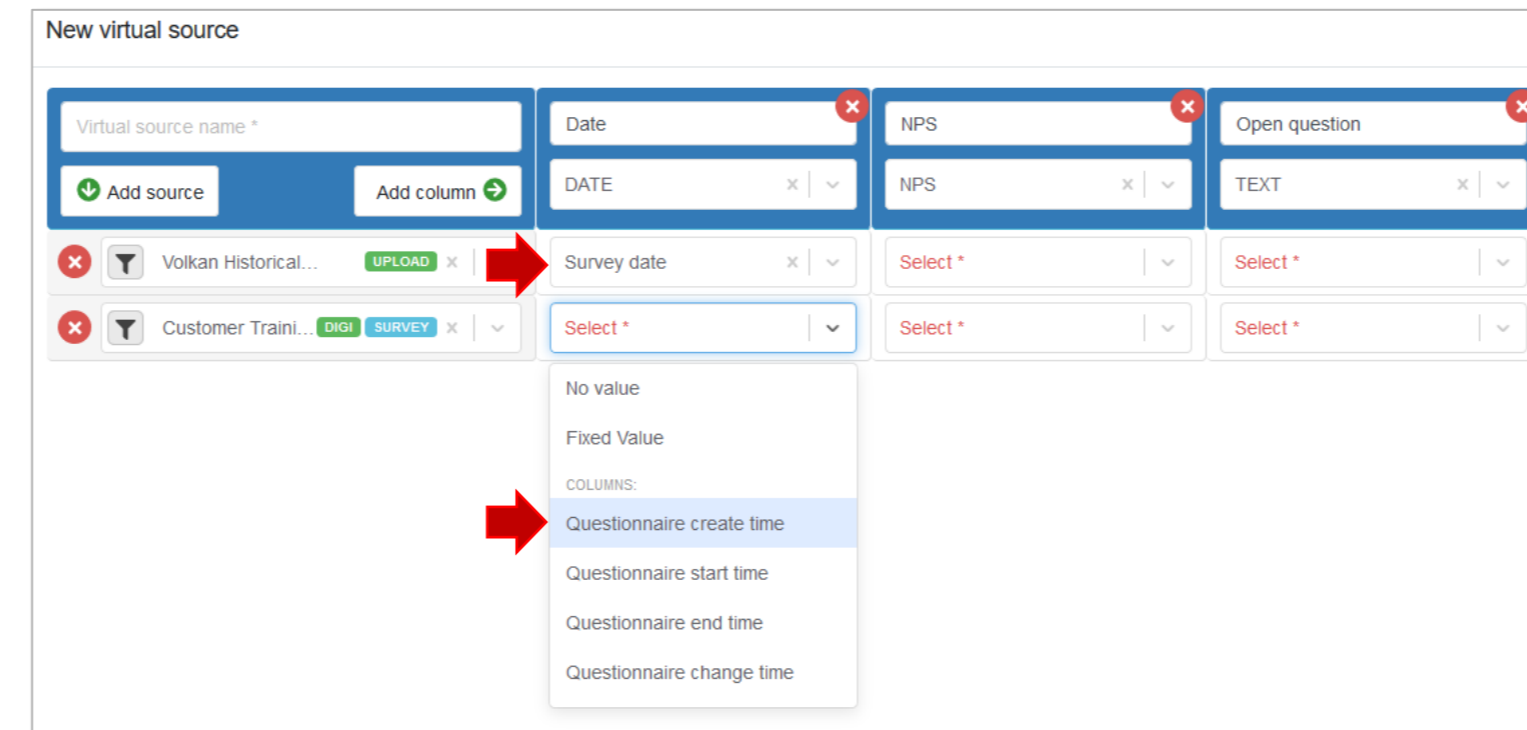 New virtual source
Virtual source name *
Date
NPS
Open question
Add source
Add column
DATE
NPS
TEXT
Volkan Historical...
UPLOAD
Survey date
Select *
Select *
Customer Traini...
DIGI
SURVEY
Select *
Select *
Select *
No value
Fixed Value
COLUMNS:
Questionnaire create time
Questionnaire start time
Questionnaire end time
Questionnaire change time